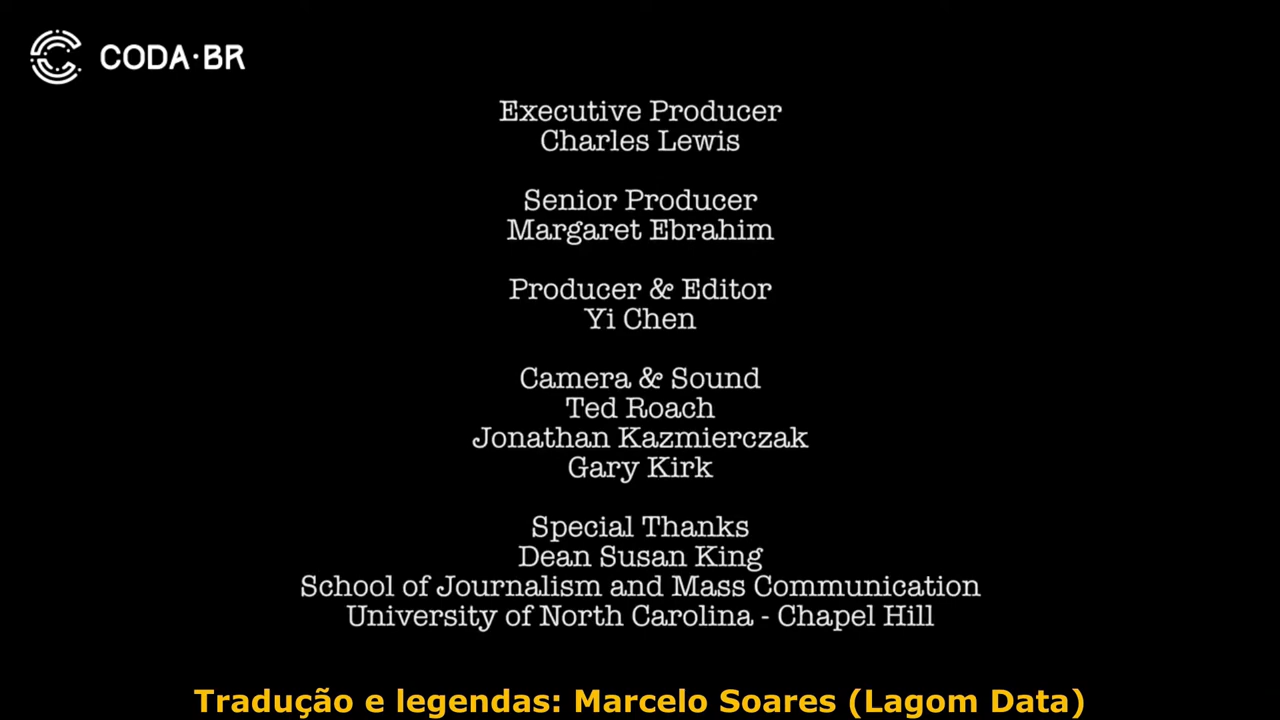 CODA·BR
Executive Producer
Charles Lewis
Senior Producer
Margaret Ebrahim
Producer & Editor
Yi Chen
Camera & Sound
Ted Roach
Jonathan Kazmierczak
Gary Kirk
Special Thanks
Dean Susan King
School of Journalism and Mass Communication
University of North Carolina - Chapel Hill
Tradução e legendas: Marcelo Soares (Lagom Data)